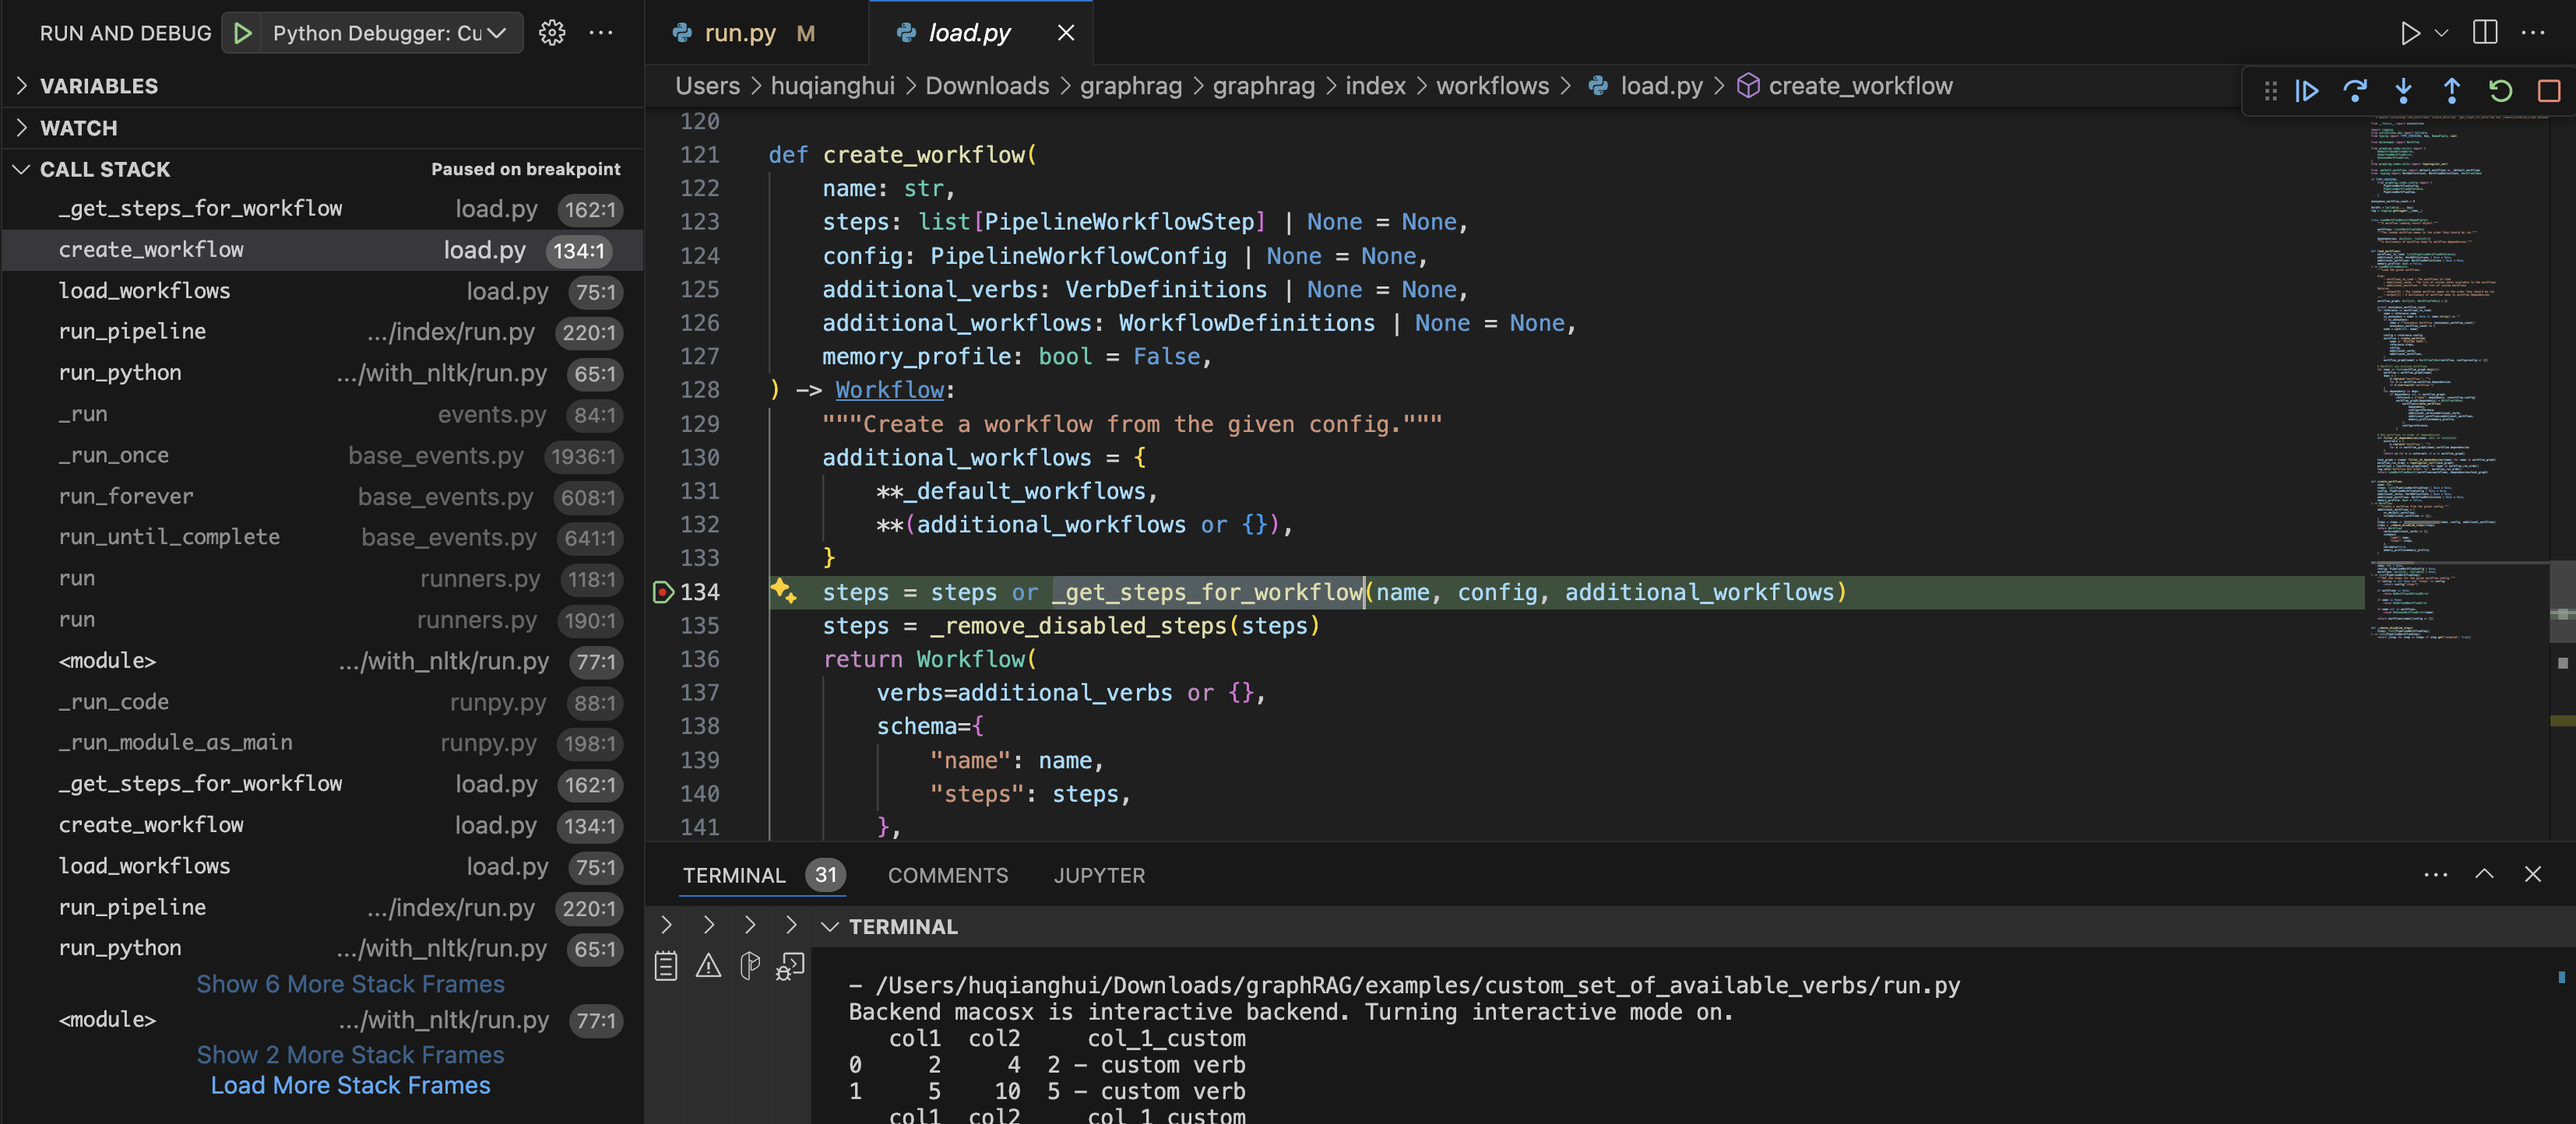 RUN AND DEBUG Python Debugger: Cu
VARIABLES
WATCH
CALL STACK Paused on breakpoint
_get_steps_for_workflow load.py 162:1
create_workflow load.py 134:1
load_workflows load.py 75:1
run_pipeline .../index/run.py 220:1
run_python .../with_nltk/run.py 65:1
_run events.py 84:1
_run_once base_events.py 1936:1
run_forever base_events.py 608:1
run_until_complete base_events.py 641:1
run runners.py 118:1
run runners.py 190:1
<module> .../with_nltk/run.py 77:1
_run_code runpy.py 88:1
_run_module_as_main runpy.py 198:1
_get_steps_for_workflow load.py 162:1
create_workflow load.py 134:1
load_workflows load.py 75:1
run_pipeline .../index/run.py 220:1
run_python .../with_nltk/run.py 65:1
Show 6 More Stack Frames
<module> .../with_nltk/run.py 77:1
Show 2 More Stack Frames
Load More Stack Frames
run.py M load.py
Users > huqianghui > Downloads > graphrag > graphrag > index > workflows > load.py > create_workflow
120
121 def create_workflow(
122 name: str,
123 steps: list[PipelineWorkflowStep] | None = None,
124 config: PipelineWorkflowConfig | None = None,
125 additional_verbs: VerbDefinitions | None = None,
126 additional_workflows: WorkflowDefinitions | None = None,
127 memory_profile: bool = False,
128 ) -> Workflow:
129 """Create a workflow from the given config."""
130 additional_workflows = {
131 **_default_workflows,
132 **(additional_workflows or {}),
133 }
134 steps = steps or _get_steps_for_workflow(name, config, additional_workflows)
135 steps = _remove_disabled_steps(steps)
136 return Workflow(
137 verbs=additional_verbs or {},
138 schema={
139 "name": name,
140 "steps": steps,
141 },
TERMINAL 31 COMMENTS JUPYTER
TERMINAL
- /Users/huqianghui/Downloads/graphRAG/examples/custom_set_of_available_verbs/run.py
Backend macosx is interactive backend. Turning interactive mode on.
col1 col2 col_1_custom
0 2 4 2 - custom verb
1 5 10 5 - custom verb
col1 col2 col_1_custom